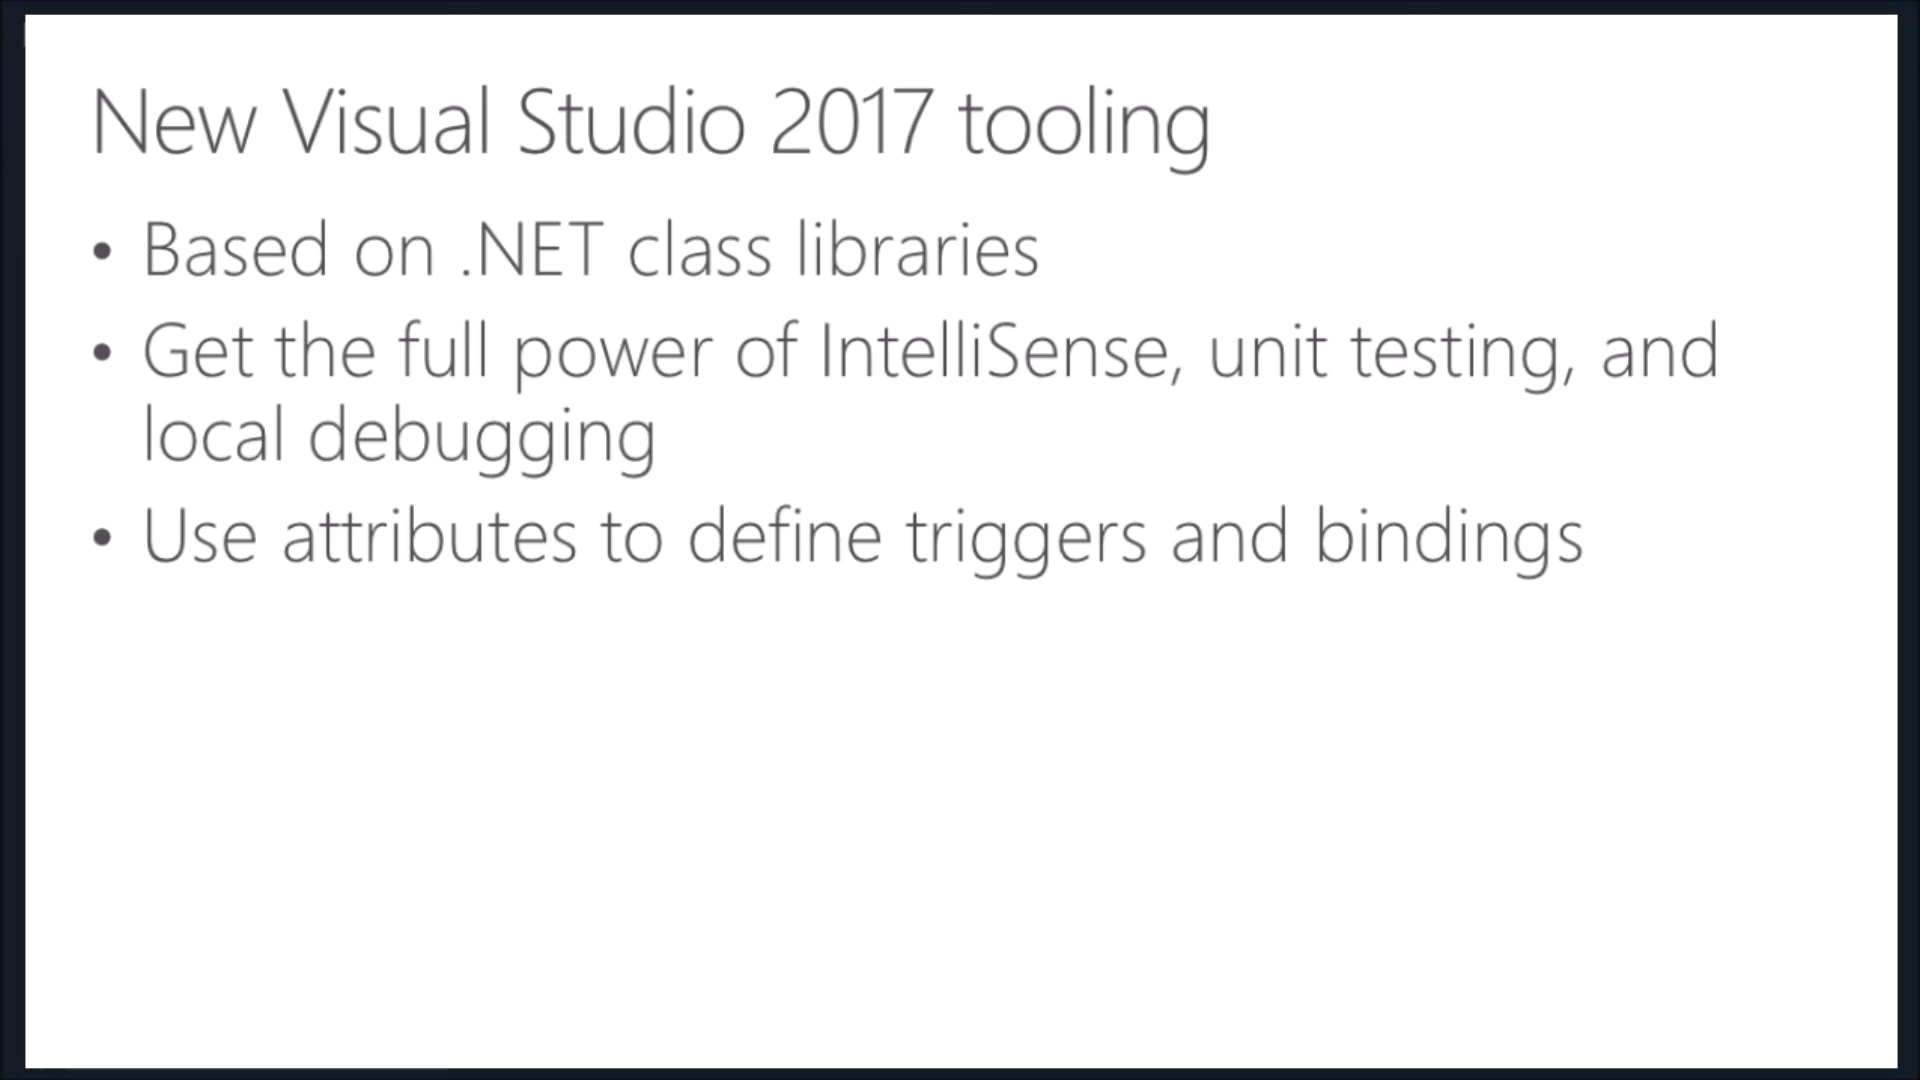 New Visual Studio 2017 tooling
• Based on .NET class libraries
• Get the full power of IntelliSense, unit testing, and
local debugging
• Use attributes to define triggers and bindings